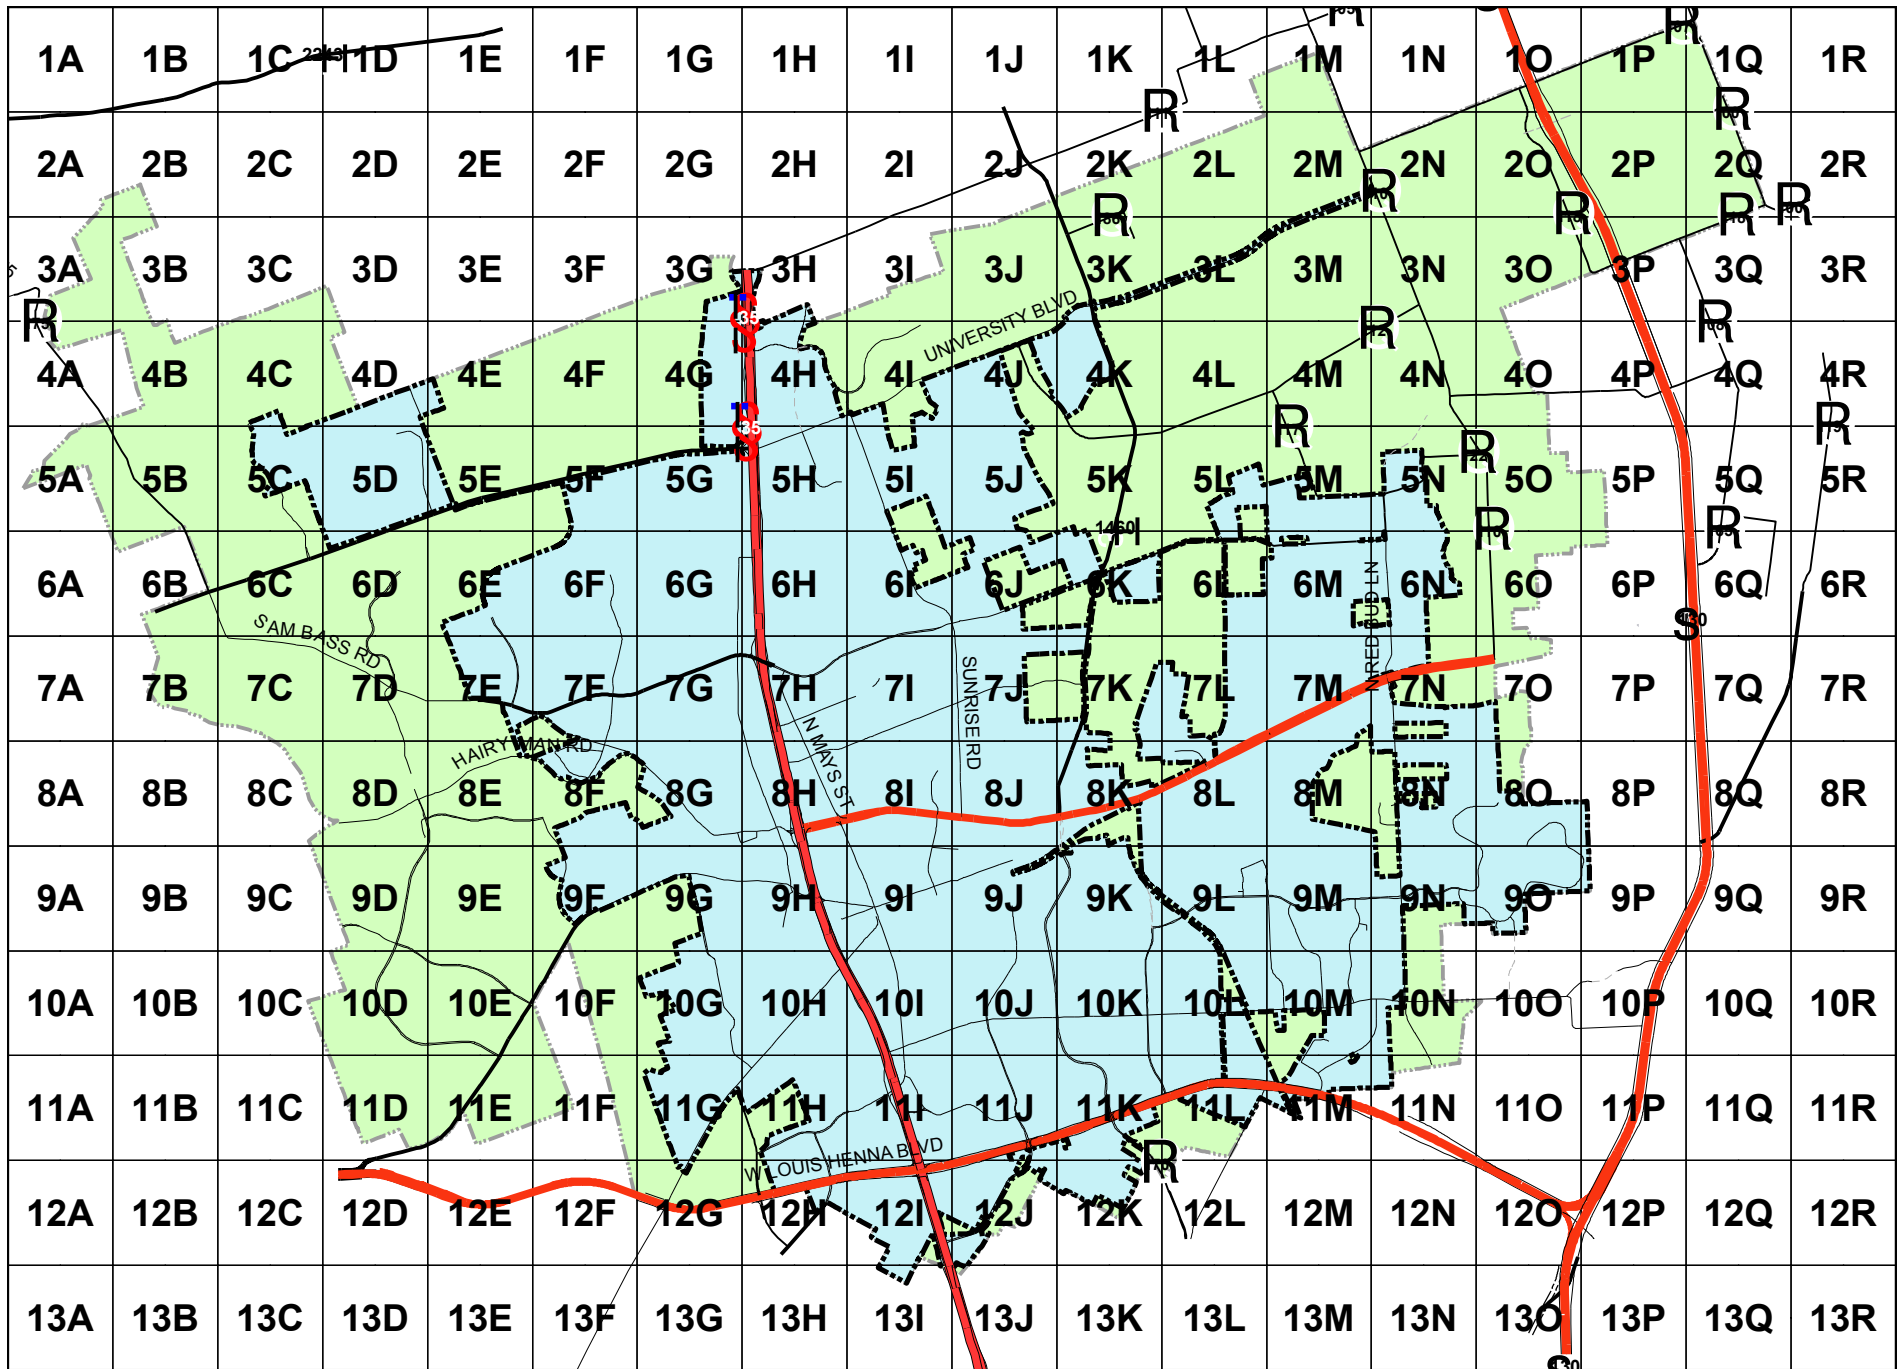 1A 1B 1C 2243 1D 1E 1F 1G 1H 1I 1J 1K 1L 1M 1N 1O 1P 1Q 1R
R R R R
2A 2B 2C 2D 2E 2F 2G 2H 2I 2J 2K 2L 2M 2N 2O 2P 2Q 2R
R R R R R
3A 3B 3C 3D 3E 3F 3G 3H 3I 3J 3K 3L 3M 3N 3O 3P 3Q 3R
R 35 UNIVERSITY BLVD R R
4A 4B 4C 4D 4E 4F 4G 4H 4I 4J 4K 4L 4M 4N 4O 4P 4Q 4R
35 R R R
5A 5B 5C 5D 5E 5F 5G 5H 5I 5J 5K 5L 5M 5N 5O 5P 5Q 5R
1460 R R
6A 6B 6C 6D 6E 6F 6G 6H 6I 6J 6K 6L 6M 6N 6O 6P 6Q 6R
SAM BASS RD
N RED BUD LN
S 130
7A 7B 7C 7D 7E 7F 7G 7H 7I 7J 7K 7L 7M 7N 7O 7P 7Q 7R
HAIRY MAN RD
N MAYS ST
SUNRISE RD
8A 8B 8C 8D 8E 8F 8G 8H 8I 8J 8K 8L 8M 8N 8O 8P 8Q 8R
9A 9B 9C 9D 9E 9F 9G 9H 9I 9J 9K 9L 9M 9N 9O 9P 9Q 9R
10A 10B 10C 10D 10E 10F 10G 10H 10I 10J 10K 10L 10M 10N 10O 10P 10Q 10R
11A 11B 11C 11D 11E 11F 11G 11H 11I 11J 11K 11L 11M 11N 11O 11P 11Q 11R
W LOUIS HENNA BLVD R
12A 12B 12C 12D 12E 12F 12G 12H 12I 12J 12K 12L 12M 12N 12O 12P 12Q 12R
13A 13B 13C 13D 13E 13F 13G 13H 13I 13J 13K 13L 13M 13N 13O 13P 13Q 13R
S 130